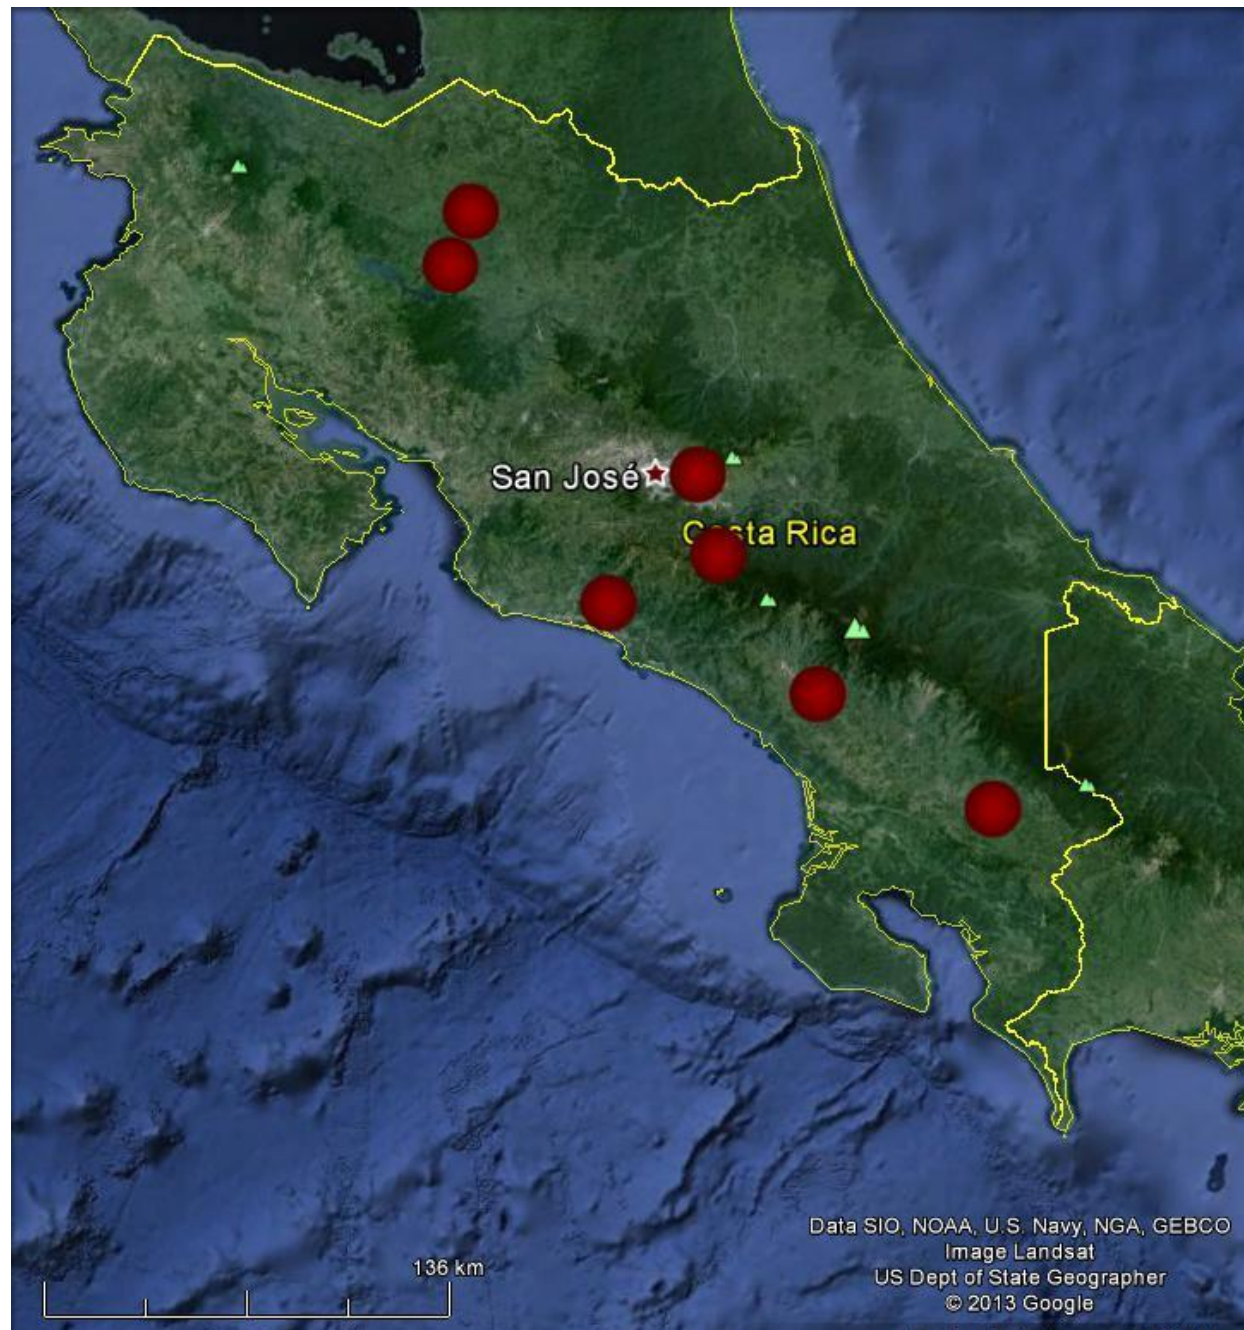 San José
Costa Rica
136 km
Data SIO, NOAA, U.S. Navy, NGA, GEBCO
Image Landsat
US Dept of State Geographer
© 2013 Google